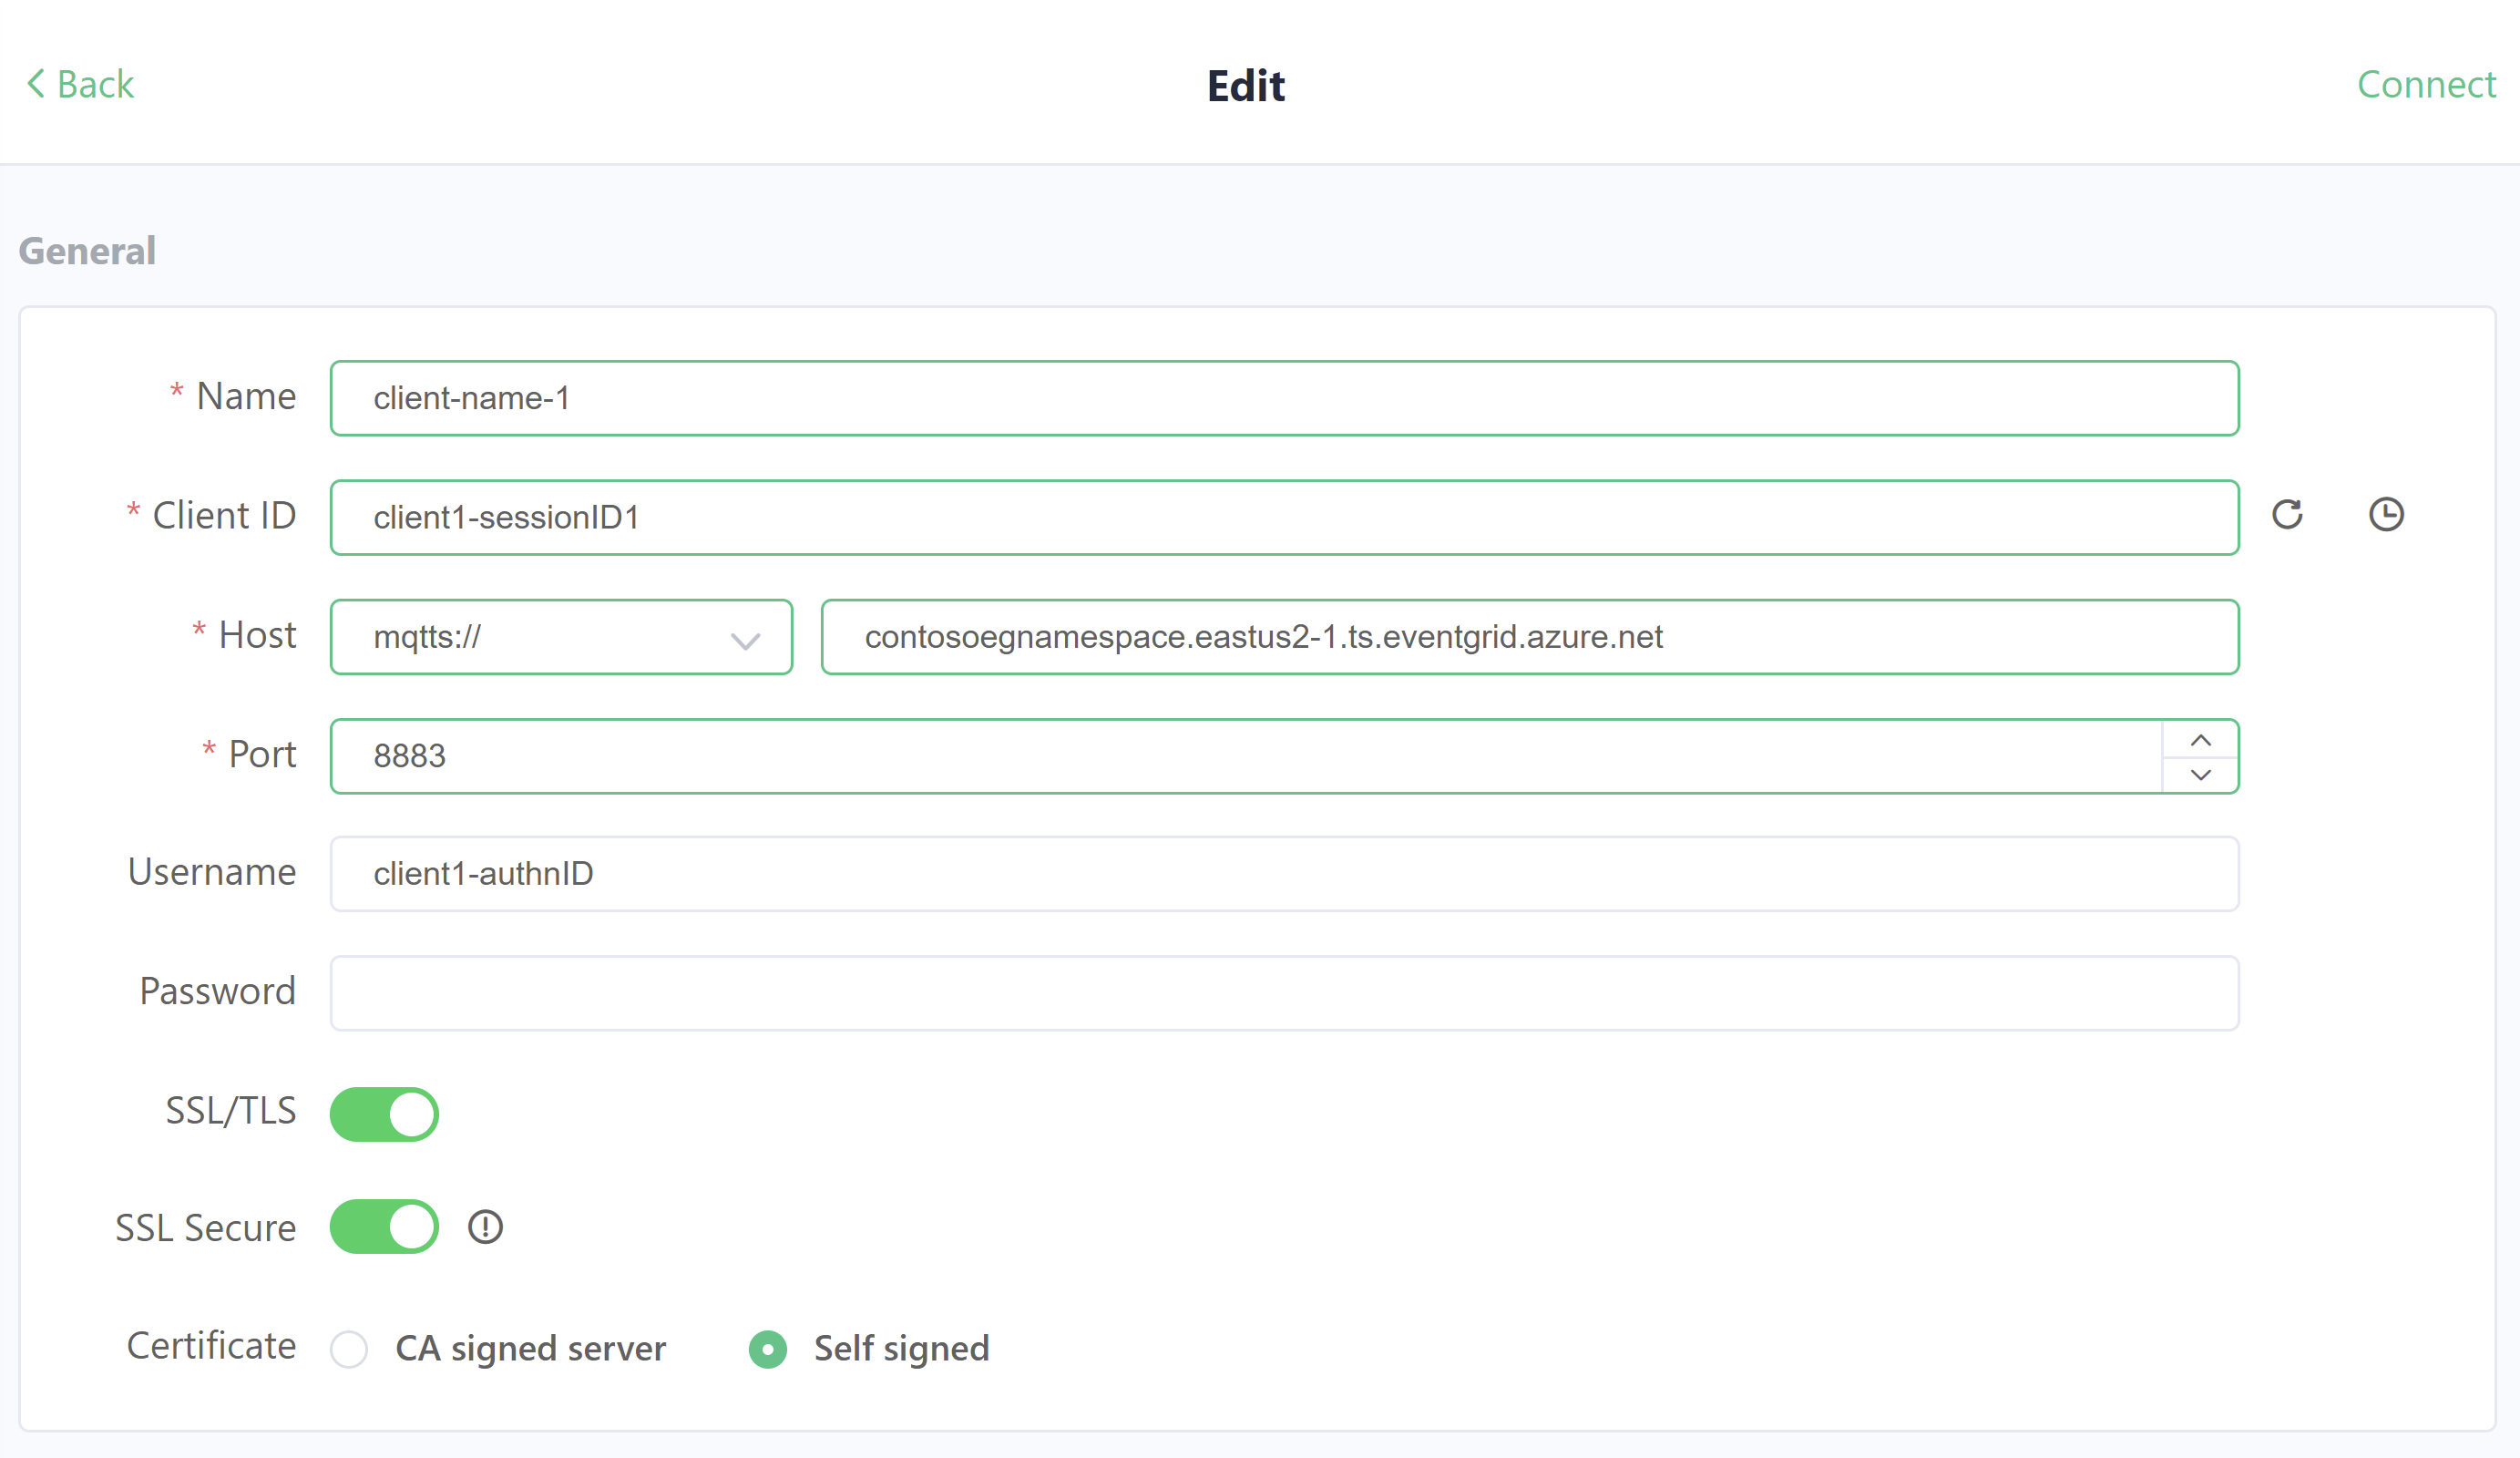 Back
Edit
Connect
General
* Name
client-name-1
* Client ID
client1-sessionID1
* Host
mqtts://
contosoegnamespace.eastus2-1.ts.eventgrid.azure.net
* Port
8883
Username
client1-authnID
Password
SSL/TLS
SSL Secure
Certificate
CA signed server
Self signed